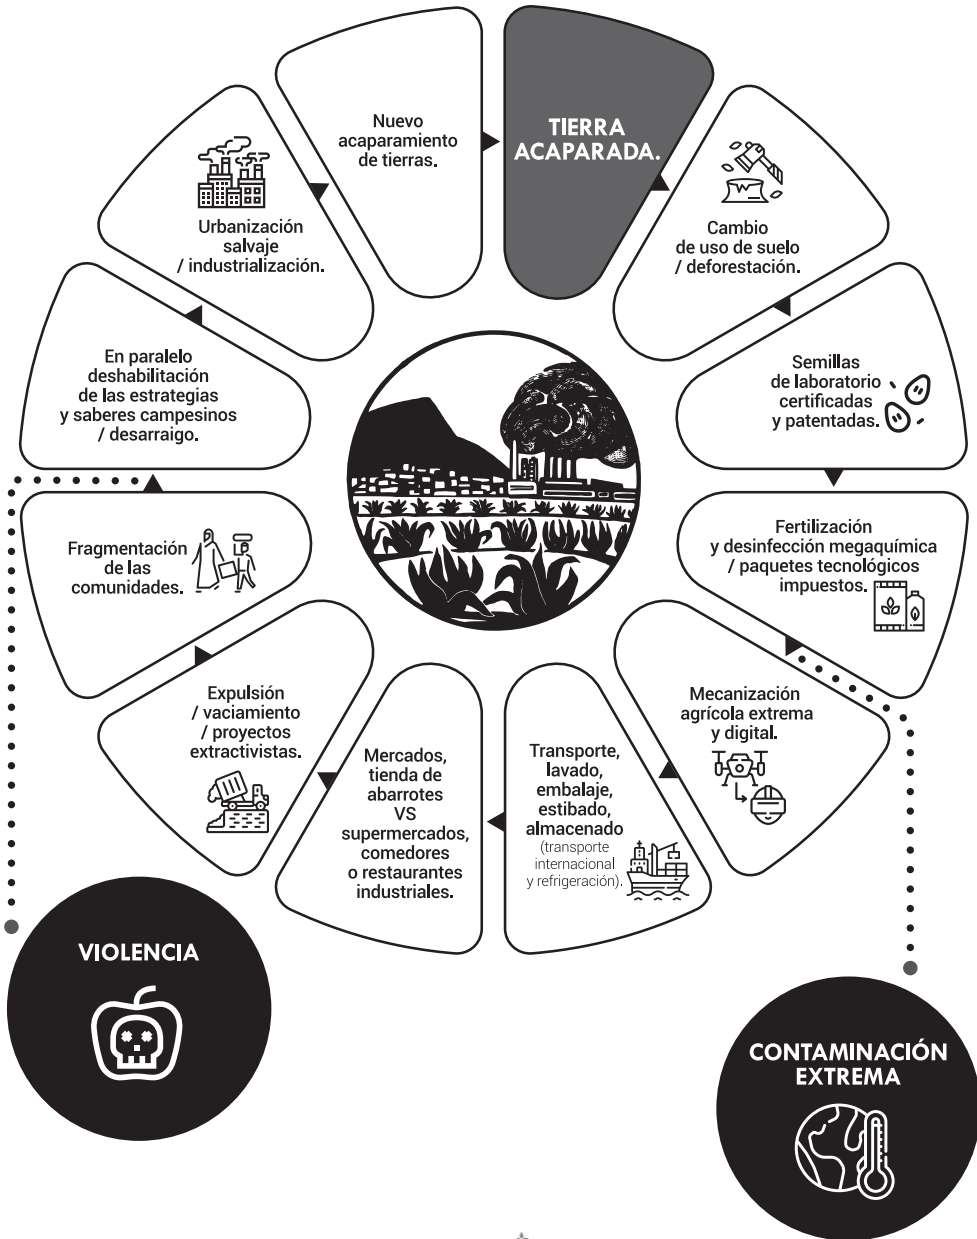 TIERRA
ACAPARADA.
Cambio
de uso de suelo
/ deforestación.
Semillas
de laboratorio
certificadas
y patentadas.
Fertilización
y desinfección megaquímica
/ paquetes tecnológicos
impuestos.
Mecanización
agrícola extrema
y digital.
Transporte,
lavado,
embalaje,
estibado,
almacenado
(transporte
internacional
y refrigeración).
Mercados,
tienda de
abarrotes
VS
supermercados,
comedores
o restaurantes
industriales.
Expulsión
/ vaciamiento
/ proyectos
extractivistas.
Fragmentación
de las
comunidades.
En paralelo
deshabilitación
de las estrategias
y saberes campesinos
/ desarraigo.
Urbanización
salvaje
/ industrialización.
Nuevo
acaparamiento
de tierras.
VIOLENCIA
CONTAMINACIÓN
EXTREMA